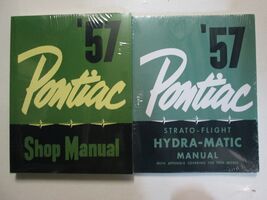 '57
Pontiac
Shop Manual
'57
Pontiac
STRATO-FLIGHT
HYDRA-MATIC
MANUAL